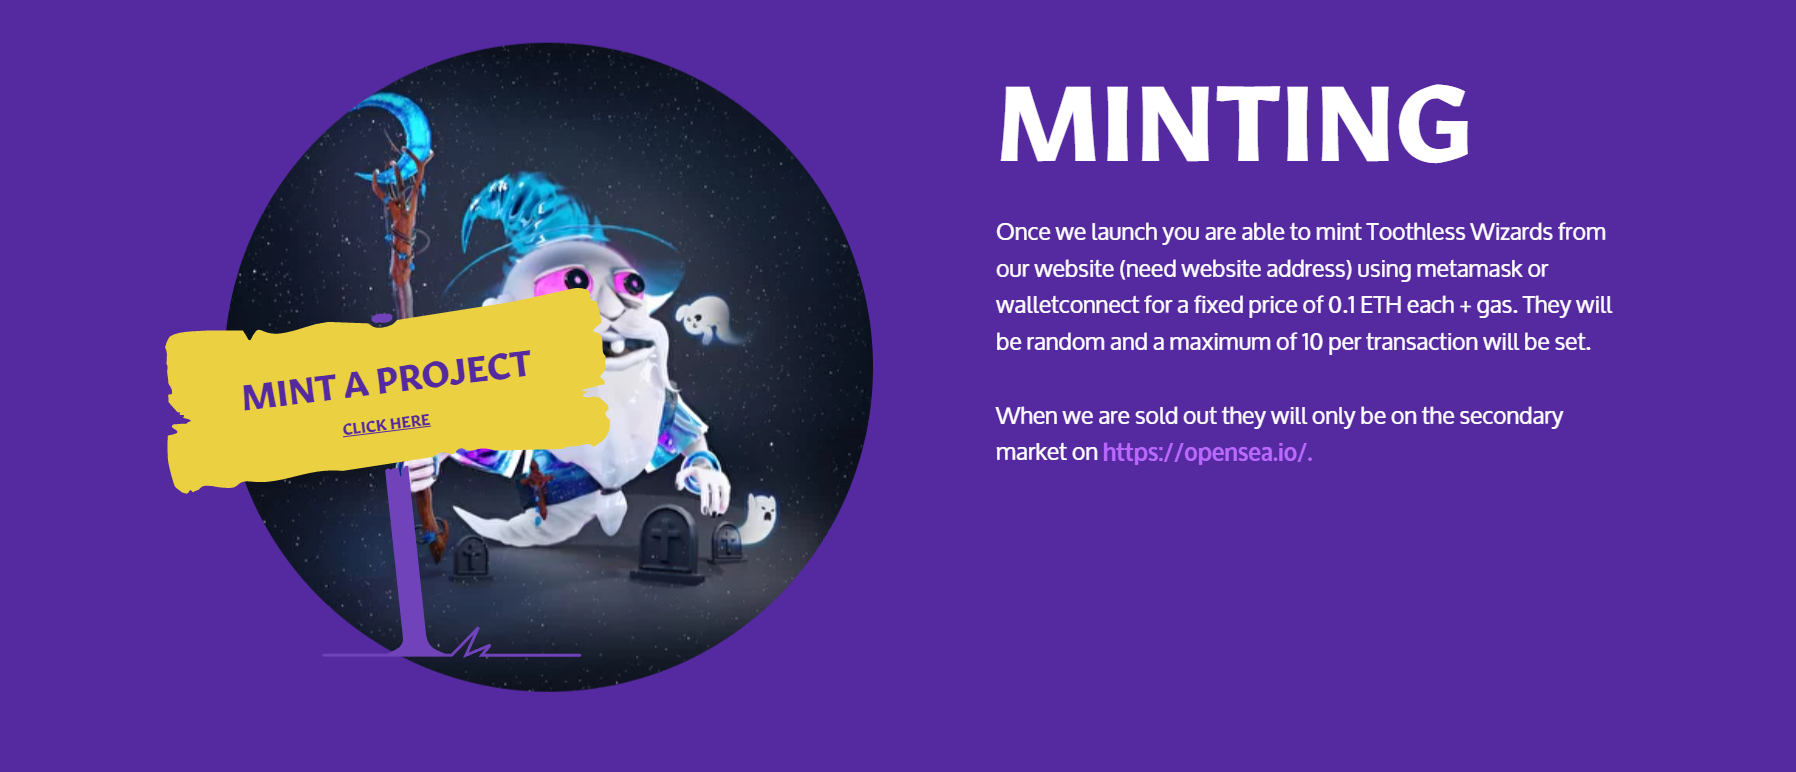 MINT A PROJECT
CLICK HERE
MINTING
Once we launch you are able to mint Toothless Wizards from
our website (need website address) using metamask or
walletconnect for a fixed price of 0.1 ETH each + gas. They will
be random and a maximum of 10 per transaction will be set.
When we are sold out they will only be on the secondary
market on https://opensea.io/.